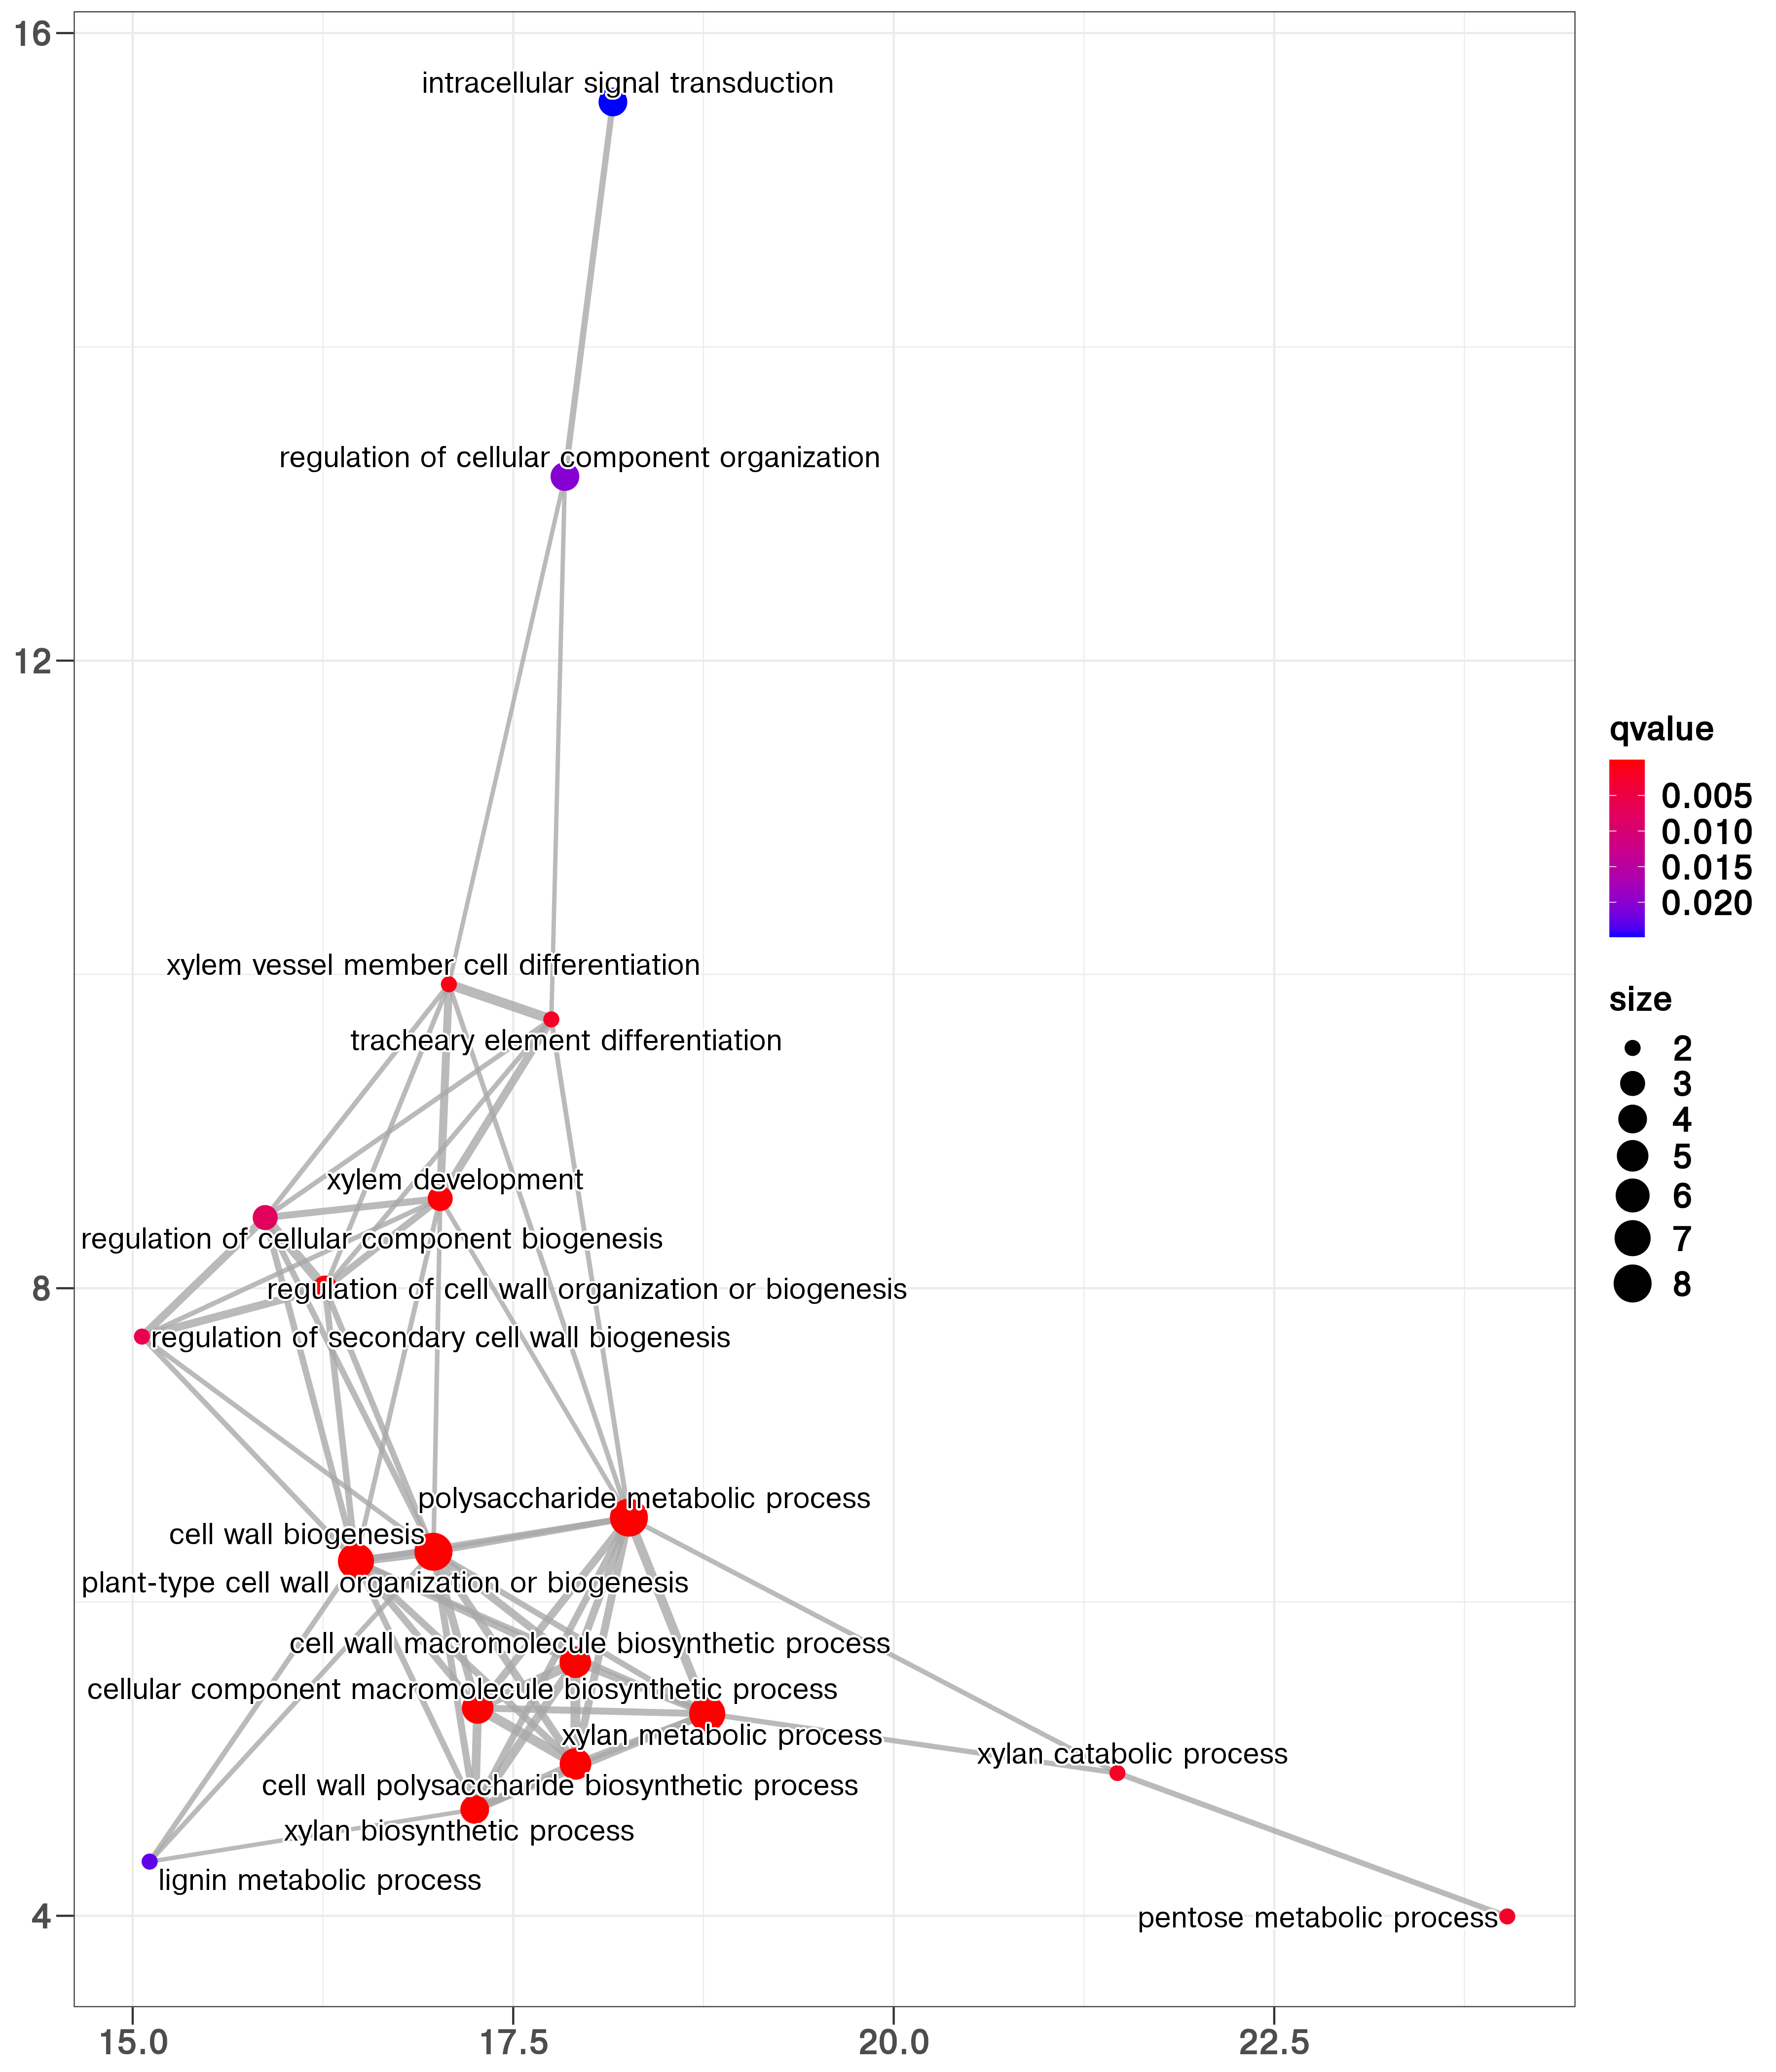 16
intracellular signal transduction
regulation of cellular component organization
12
qvalue
0.005
0.010
0.015
0.020
xylem vessel member cell differentiation
size
tracheary element differentiation
2
3
4
5
6
7
8
xylem development
regulation of cellular component biogenesis
8
regulation of cell wall organization or biogenesis
regulation of secondary cell wall biogenesis
polysaccharide metabolic process
cell wall biogenesis
plant-type cell wall organization or biogenesis
cell wall macromolecule biosynthetic process
cellular component macromolecule biosynthetic process
xylan metabolic process
xylan catabolic process
cell wall polysaccharide biosynthetic process
xylan biosynthetic process
lignin metabolic process
4
pentose metabolic process
15.0
17.5
20.0
22.5